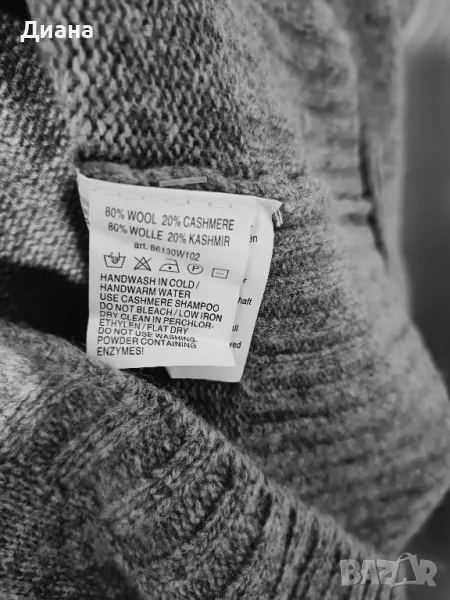 Диана
80% WOOL 20% CASHMERE
80% WOLLE 20% KASHMIR
art. 86130W102
HANDWASH IN COLD /
HANDWARM WATER
USE CASHMERE SHAMPOO
DO NOT BLEACH / LOW IRON
DRY CLEAN IN PERCHLOR-
ETHYLEN / FLAT DRY
DO NOT USE WASHING-
POWDER CONTAINING
ENZYMES!
BAZAR